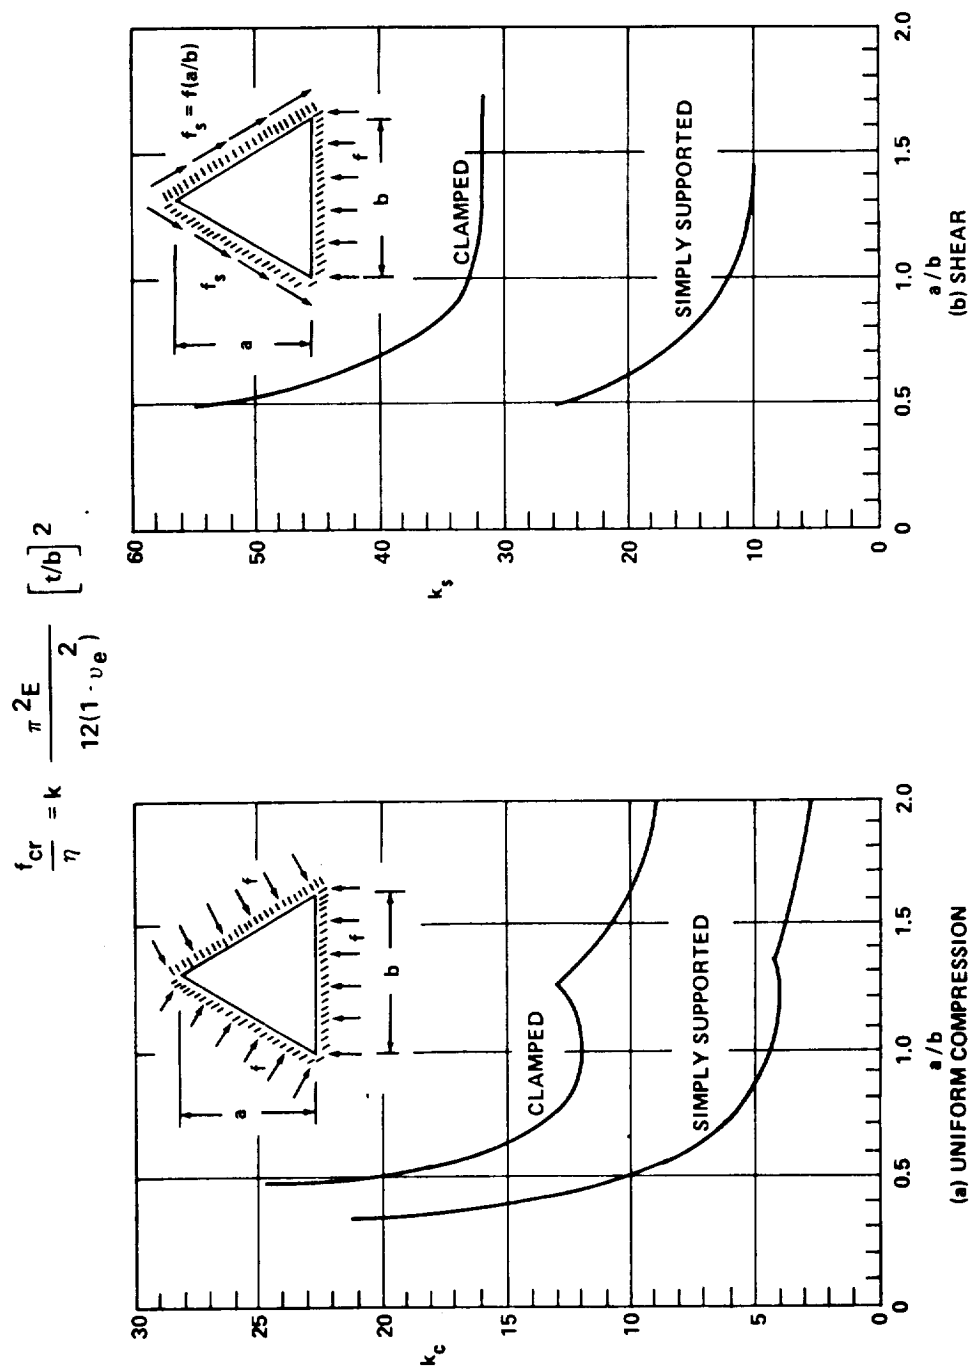 f_cr / η = k π²E / 12(1 - υ_e²) [t/b]²
30
25
20
15
10
5
0
k_c
0
0.5
1.0
1.5
2.0
a/b
CLAMPED
SIMPLY SUPPORTED
a
b
f
f
f
(a) UNIFORM COMPRESSION
60
50
40
30
20
10
0
k_s
0
0.5
1.0
1.5
2.0
a/b
CLAMPED
SIMPLY SUPPORTED
a
b
f
f_s
f_s = f(a/b)
(b) SHEAR